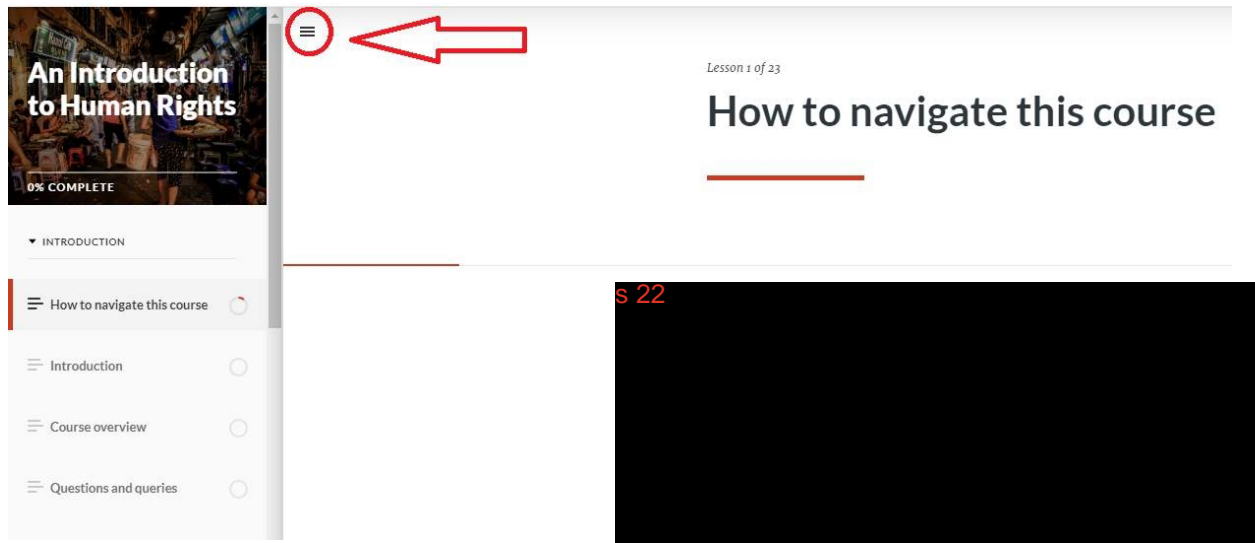 An Introduction
to Human Rights
0% COMPLETE
INTRODUCTION
How to navigate this course
Introduction
Course overview
Questions and queries
Lesson 1 of 23
How to navigate this course
s 22